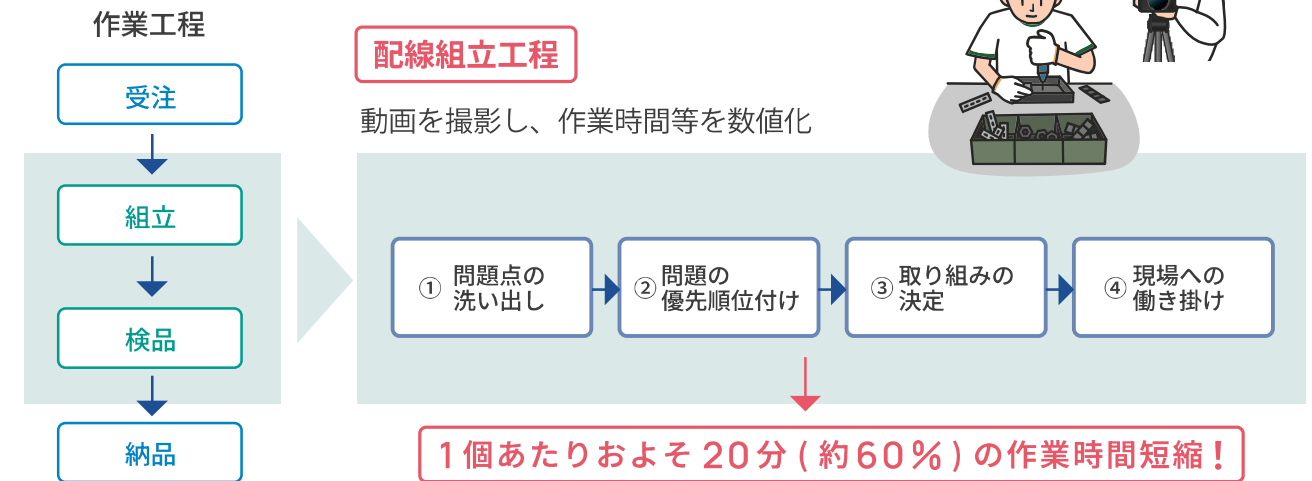 作業工程
受注
組立
検品
納品
配線組立工程
動画を撮影し、作業時間等を数値化
① 問題点の
洗い出し
② 問題の
優先順位付け
③ 取り組みの
決定
④ 現場への
働き掛け
1個あたりおよそ20分(約60%)の作業時間短縮!